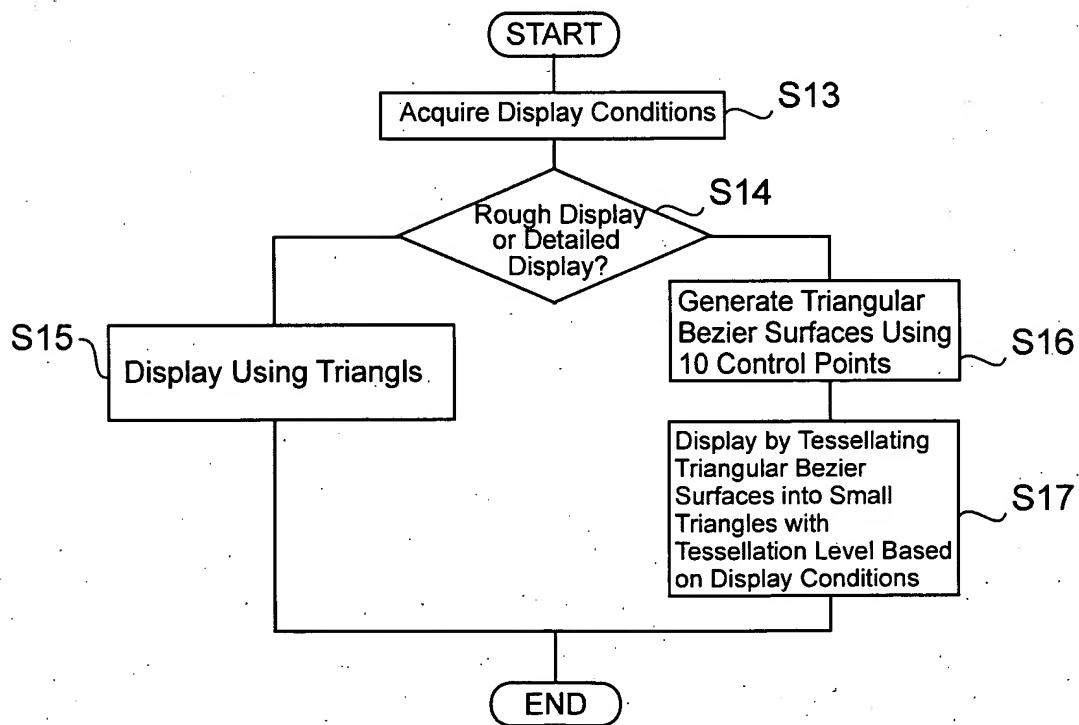 START
Acquire Display Conditions
S13
Rough Display
or Detailed
Display?
S14
S15
Display Using Triangls
Generate Triangular
Bezier Surfaces Using
10 Control Points
S16
Display by Tessellating
Triangular Bezier
Surfaces into Small
Triangles with
Tessellation Level Based
on Display Conditions
S17
END